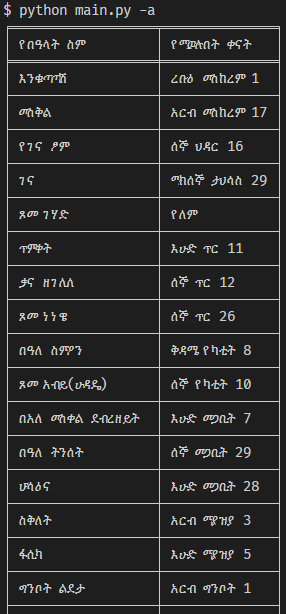 $ python main.py -a
የበዓላት ስም የሚውሉበት ቀናት
እንቁጣጣሽ ረቡዕ መስከረም 1
መስቅል አርብ መስከረም 17
የገና ፆም ሰኞ ህዳር 16
ገና ማክሰኞ ታህሳስ 29
ጾመ ገሃድ የለም
ጥምቀት እሁድ ጥር 11
ቃና ዘገሊላ ሰኞ ጥር 12
ጾመ ነነዌ ሰኞ ጥር 26
በዓለ ስምዖን ቅዳሜ የካቲት 8
ጾመ አብይ(ሁዳዴ) ሰኞ የካቲት 10
በአለ መስቀል ደብረዘይት እሁድ መጋቢት 7
በዓለ ትንሰት ሰኞ መጋቢት 29
ሆሳዕና እሁድ መጋቢት 28
ስቅለት አርብ ሚያዝያ 3
ፋሲካ እሁድ ሚያዝያ 5
ግንቦት ልደታ አርብ ግንቦት 1